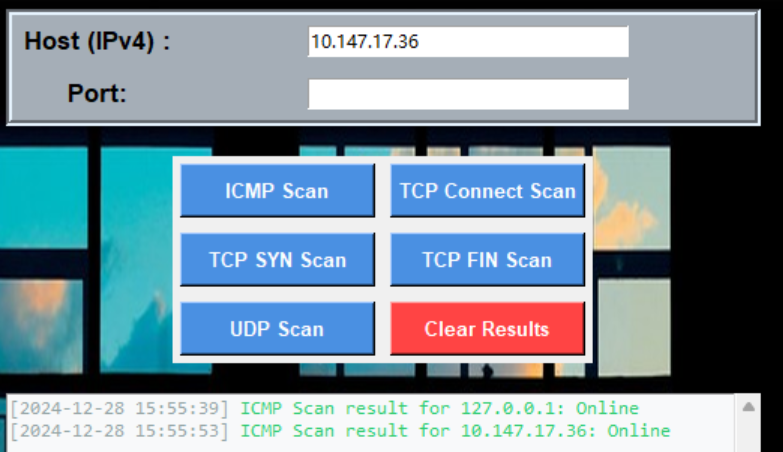 Host (IPv4) :
10.147.17.36
Port:
ICMP Scan
TCP Connect Scan
TCP SYN Scan
TCP FIN Scan
UDP Scan
Clear Results
[2024-12-28 15:55:39] ICMP Scan result for 127.0.0.1: Online
[2024-12-28 15:55:53] ICMP Scan result for 10.147.17.36: Online